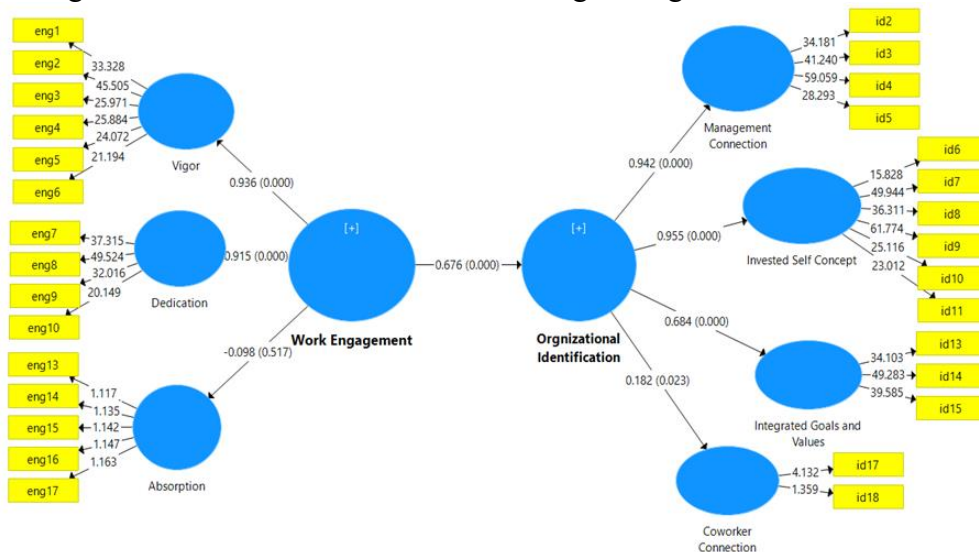 eng1
eng2
eng3
eng4
eng5
eng6
33.328
45.505
25.971
25.884
24.072
21.194
Vigor
0.936 (0.000)
eng7
eng8
eng9
eng10
37.315
49.524
32.016
20.149
Dedication
0.915 (0.000)
eng13
eng14
eng15
eng16
eng17
1.117
1.135
1.142
1.147
1.163
Absorption
-0.098 (0.517)
[+]
Work Engagement
0.676 (0.000)
[+]
Orgnizational
Identification
0.942 (0.000)
Management
Connection
34.181
41.240
59.059
28.293
id2
id3
id4
id5
0.955 (0.000)
Invested Self Concept
15.828
49.944
36.311
61.774
25.116
23.012
id6
id7
id8
id9
id10
id11
0.684 (0.000)
Integrated Goals and
Values
34.103
49.283
39.585
id13
id14
id15
0.182 (0.023)
Coworker
Connection
4.132
1.359
id17
id18